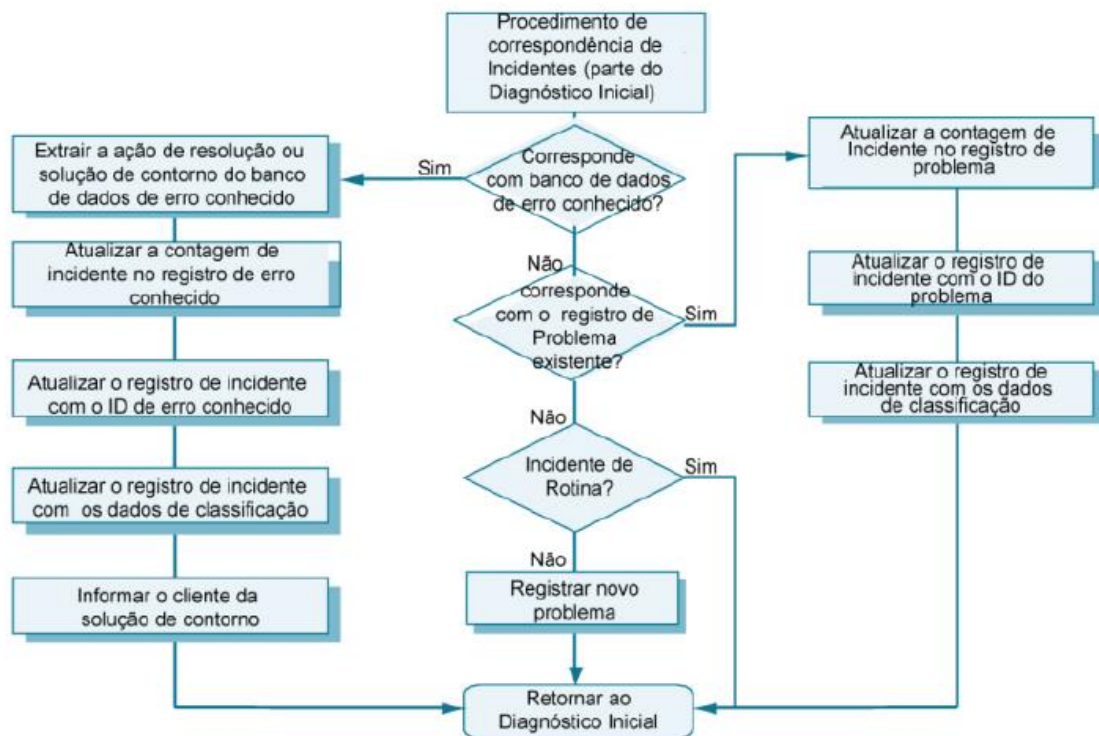 Procedimento de
correspondência de
Incidentes (parte do
Diagnóstico Inicial)
Corresponde
com banco de dados
de erro conhecido?
Sim
Extrair a ação de resolução ou
solução de contorno do banco
de dados de erro conhecido
Atualizar a contagem de
incidente no registro de erro
conhecido
Atualizar o registro de incidente
com o ID de erro conhecido
Atualizar o registro de incidente
com os dados de classificação
Informar o cliente da
solução de contorno
Não
corresponde
com o registro de
Problema
existente?
Sim
Atualizar a contagem de
Incidente no registro de
problema
Atualizar o registro de
incidente com o ID do
problema
Atualizar o registro de
incidente com os dados
de classificação
Não
Incidente de
Rotina?
Sim
Não
Registrar novo
problema
Retornar ao
Diagnóstico Inicial